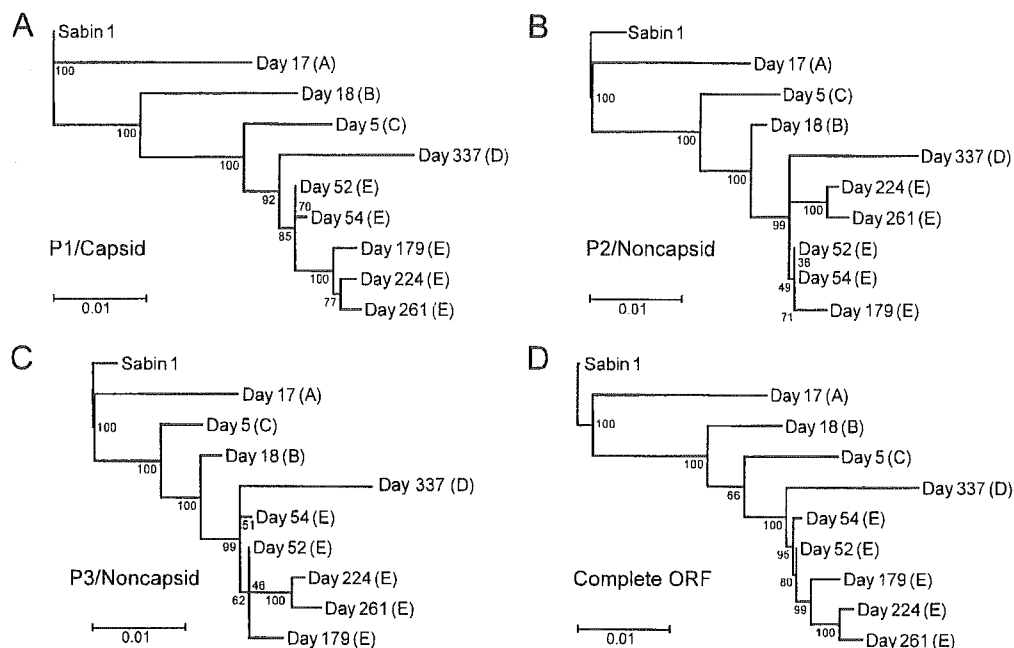 A
Sabin 1
Day 17 (A)
100
Day 18 (B)
100
Day 5 (C)
100
Day 337 (D)
92
Day 52 (E)
70
Day 54 (E)
85
Day 179 (E)
100
Day 224 (E)
77
Day 261 (E)
P1/Capsid
0.01
B
Sabin 1
Day 17 (A)
100
Day 5 (C)
100
Day 18 (B)
100
Day 337 (D)
Day 224 (E)
100
Day 261 (E)
99
Day 52 (E)
38
Day 54 (E)
49
Day 179 (E)
71
P2/Noncapsid
0.01
C
Sabin 1
Day 17 (A)
100
Day 5 (C)
100
Day 18 (B)
100
Day 337 (D)
Day 54 (E)
51
99
Day 52 (E)
46
Day 224 (E)
62
100
Day 261 (E)
Day 179 (E)
P3/Noncapsid
0.01
D
Sabin 1
Day 17 (A)
100
Day 18 (B)
100
Day 5 (C)
66
Day 337 (D)
100
Day 54 (E)
95
Day 52 (E)
80
Day 179 (E)
99
Day 224 (E)
100
Day 261 (E)
Complete ORF
0.01